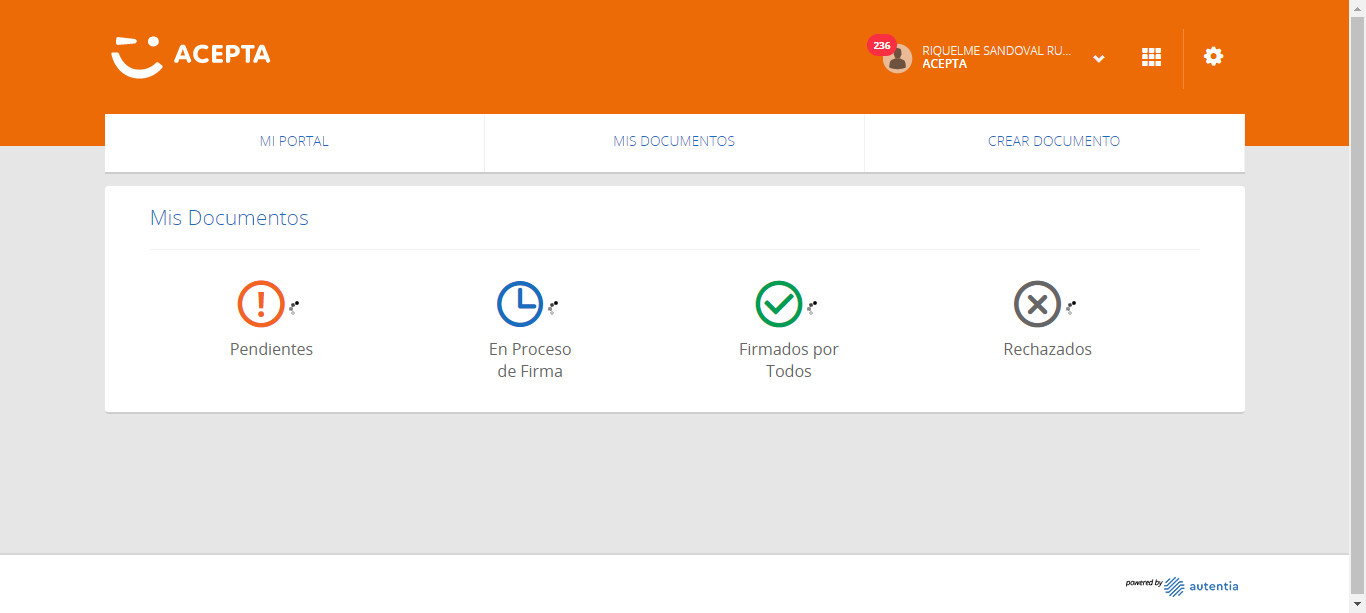 ACEPTA
236
RIQUELME SANDOVAL RU...
ACEPTA
MI PORTAL
MIS DOCUMENTOS
CREAR DOCUMENTO
Mis Documentos
Pendientes
En Proceso
de Firma
Firmados por
Todos
Rechazados
powered by autentia